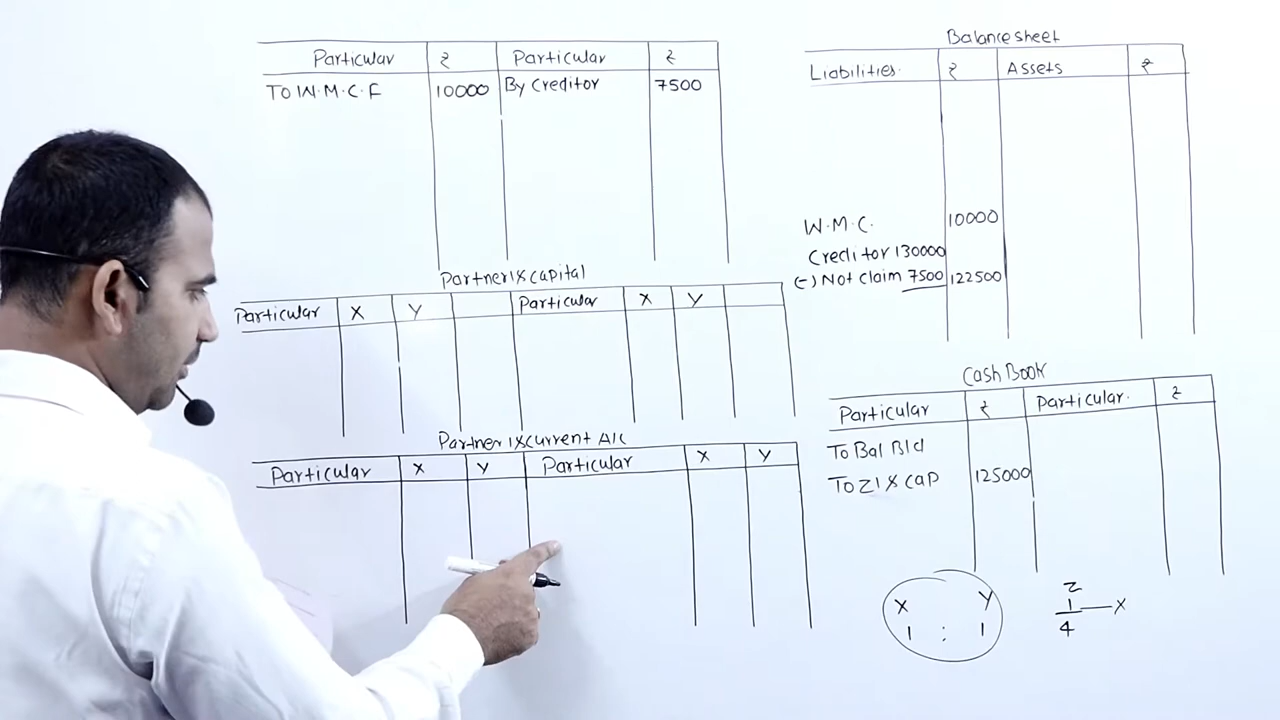 Particular ₹ Particular ₹
TO W.M.C.F 10000 By Creditor 7500
Partner's capital
Particular X Y Particular X Y
Partner's current A/c
Particular X Y Particular X Y
Balance sheet
Liabilities. ₹ Assets ₹
W.M.C. 10000
Creditor 130000
(-) Not claim 7500 122500
Cash Book
Particular ₹ Particular. ₹
To Bal B/d
To Z's cap 125000
X Y
1 : 1
Z
1/4 — X